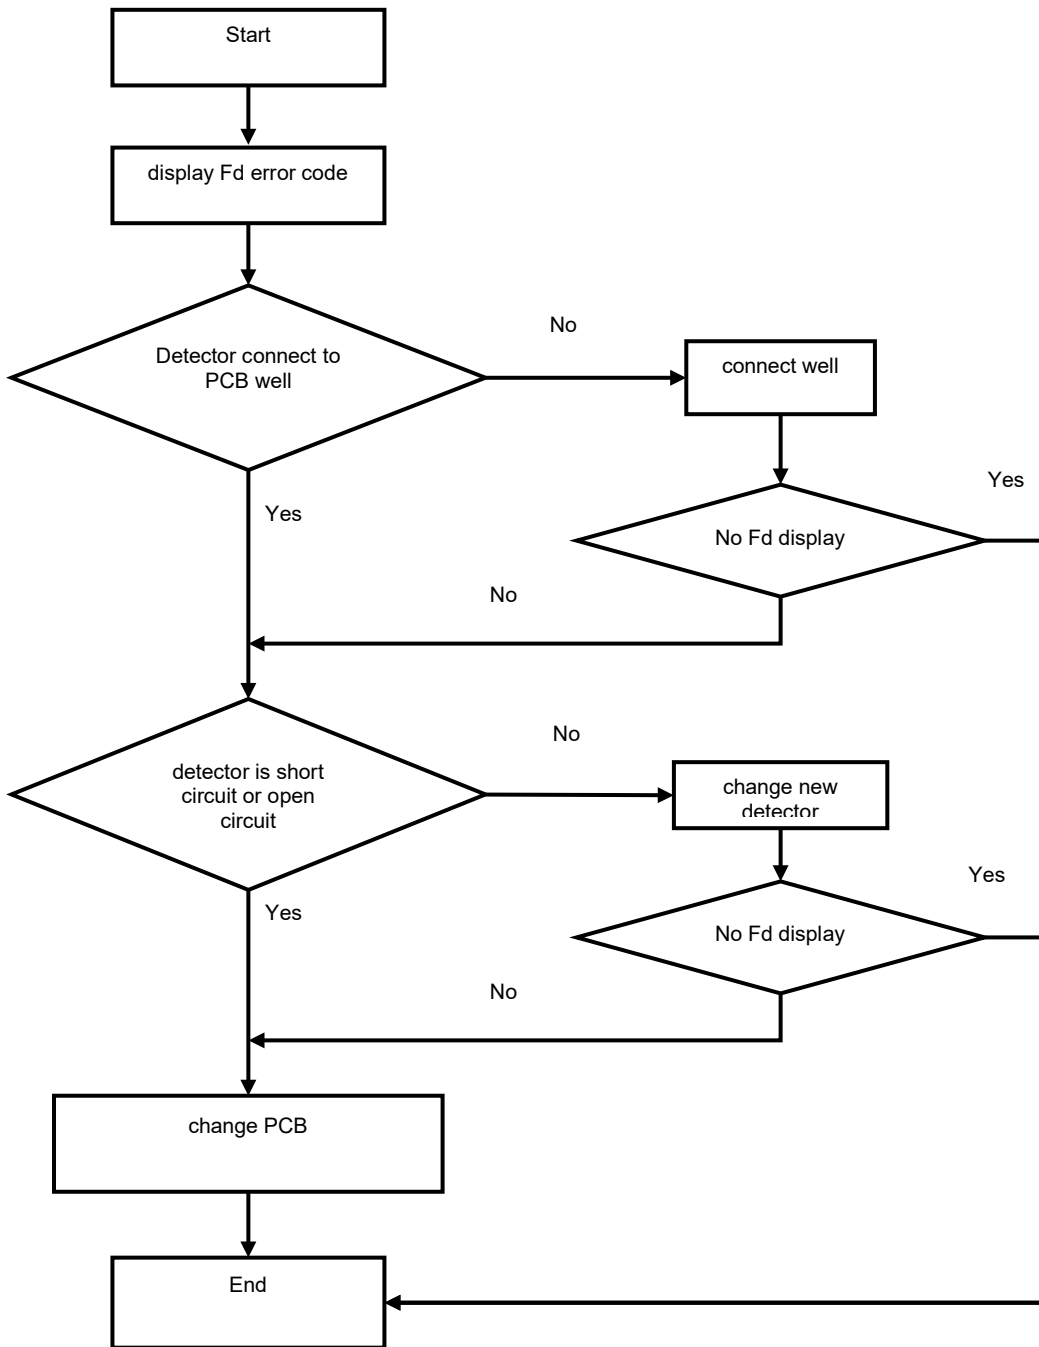 Start
display Fd error code
Detector connect to
PCB well
No
connect well
Yes
Yes
No Fd display
No
detector is short
circuit or open
circuit
No
change new
detector
Yes
Yes
No Fd display
No
change PCB
End